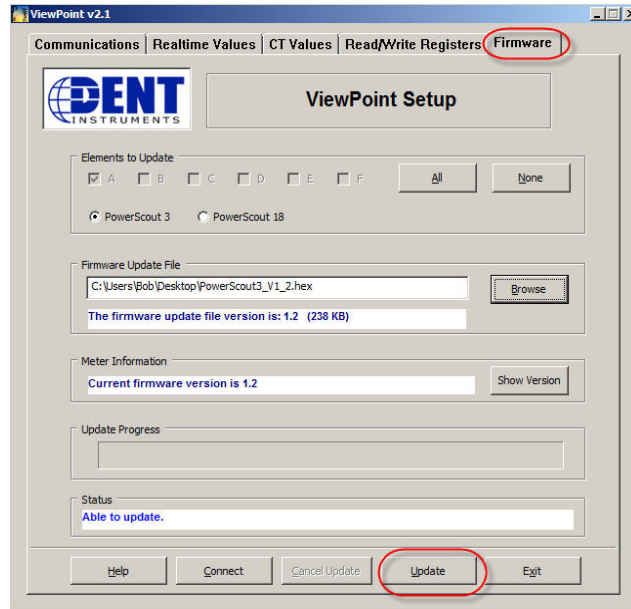 ViewPoint v2.1
Communications Realtime Values CT Values Read/Write Registers Firmware
DENT
INSTRUMENTS
ViewPoint Setup
Elements to Update
A B C D E F All None
PowerScout 3 PowerScout 18
Firmware Update File
C:\Users\Bob\Desktop\PowerScout3_V1_2.hex Browse
The firmware update file version is: 1.2 (238 KB)
Meter Information
Current firmware version is 1.2 Show Version
Update Progress
Status
Able to update.
Help Connect Cancel Update Update Exit